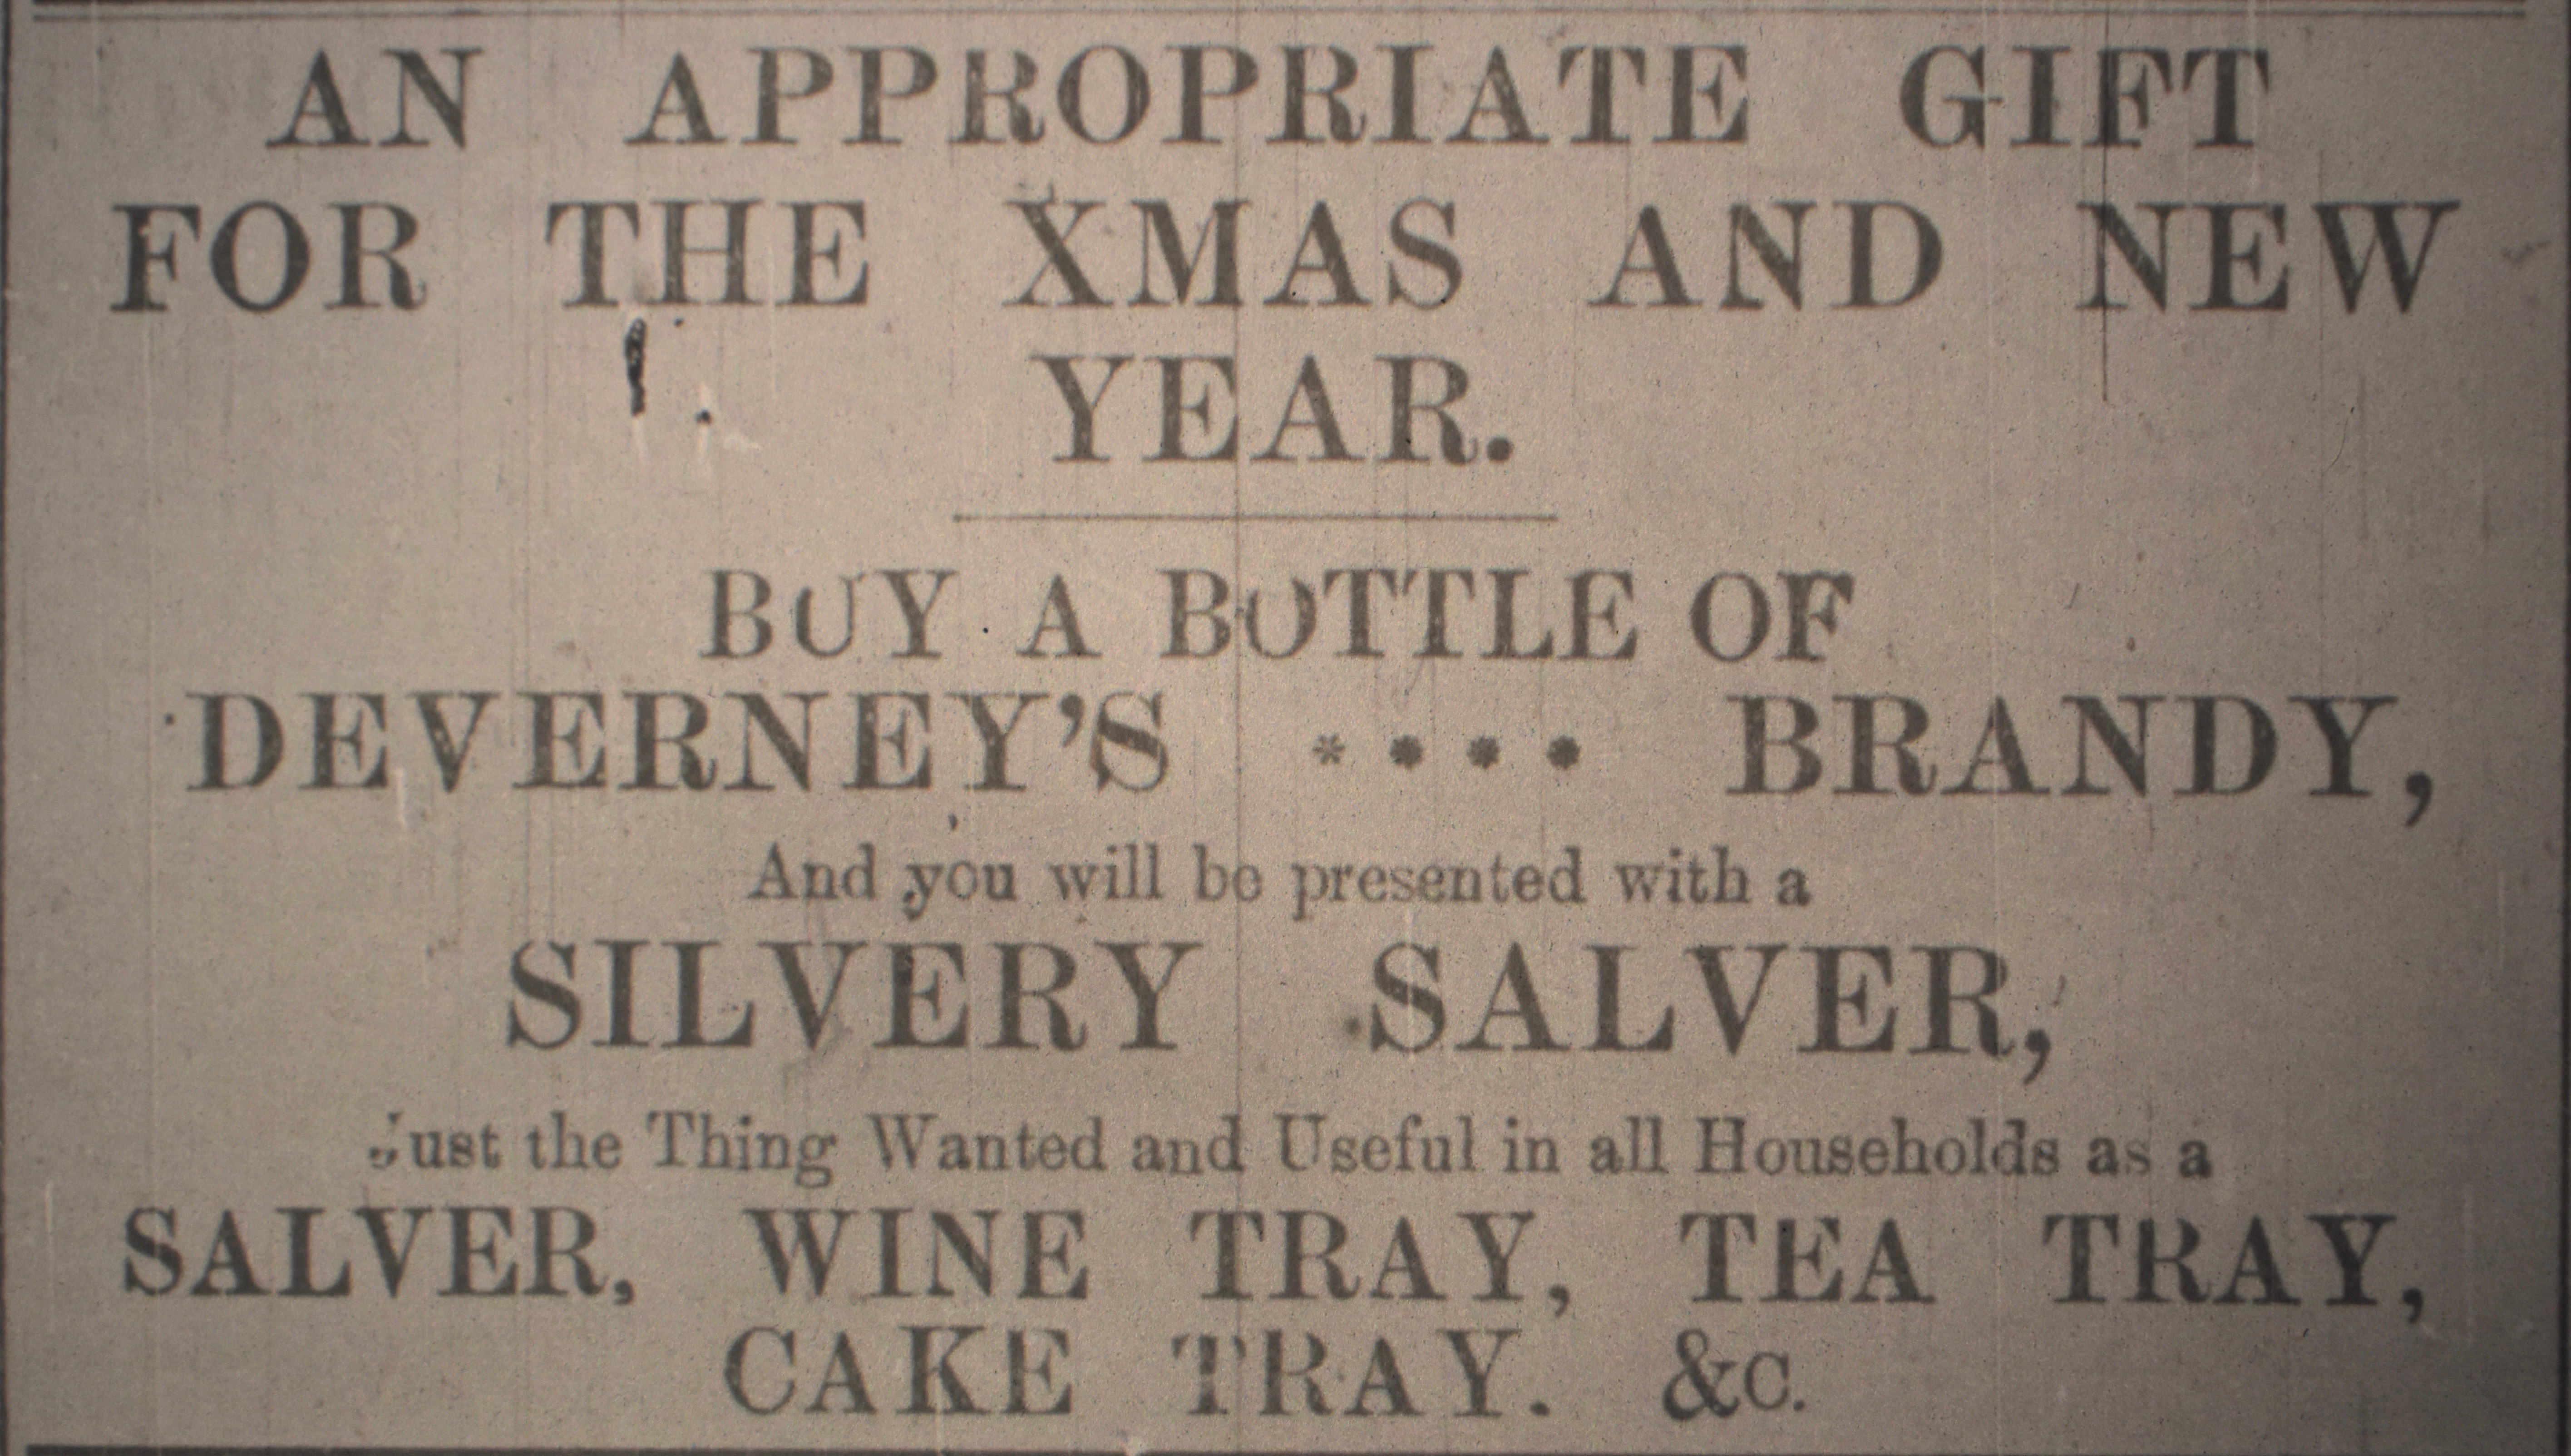 AN APPROPRIATE GIFT
FOR THE XMAS AND NEW
YEAR.
BUY A BOTTLE OF
DEVERNEY'S * * * * BRANDY,
And you will be presented with a
SILVERY SALVER,
Just the Thing Wanted and Useful in all Households as a
SALVER, WINE TRAY, TEA TRAY,
CAKE TRAY. &C.